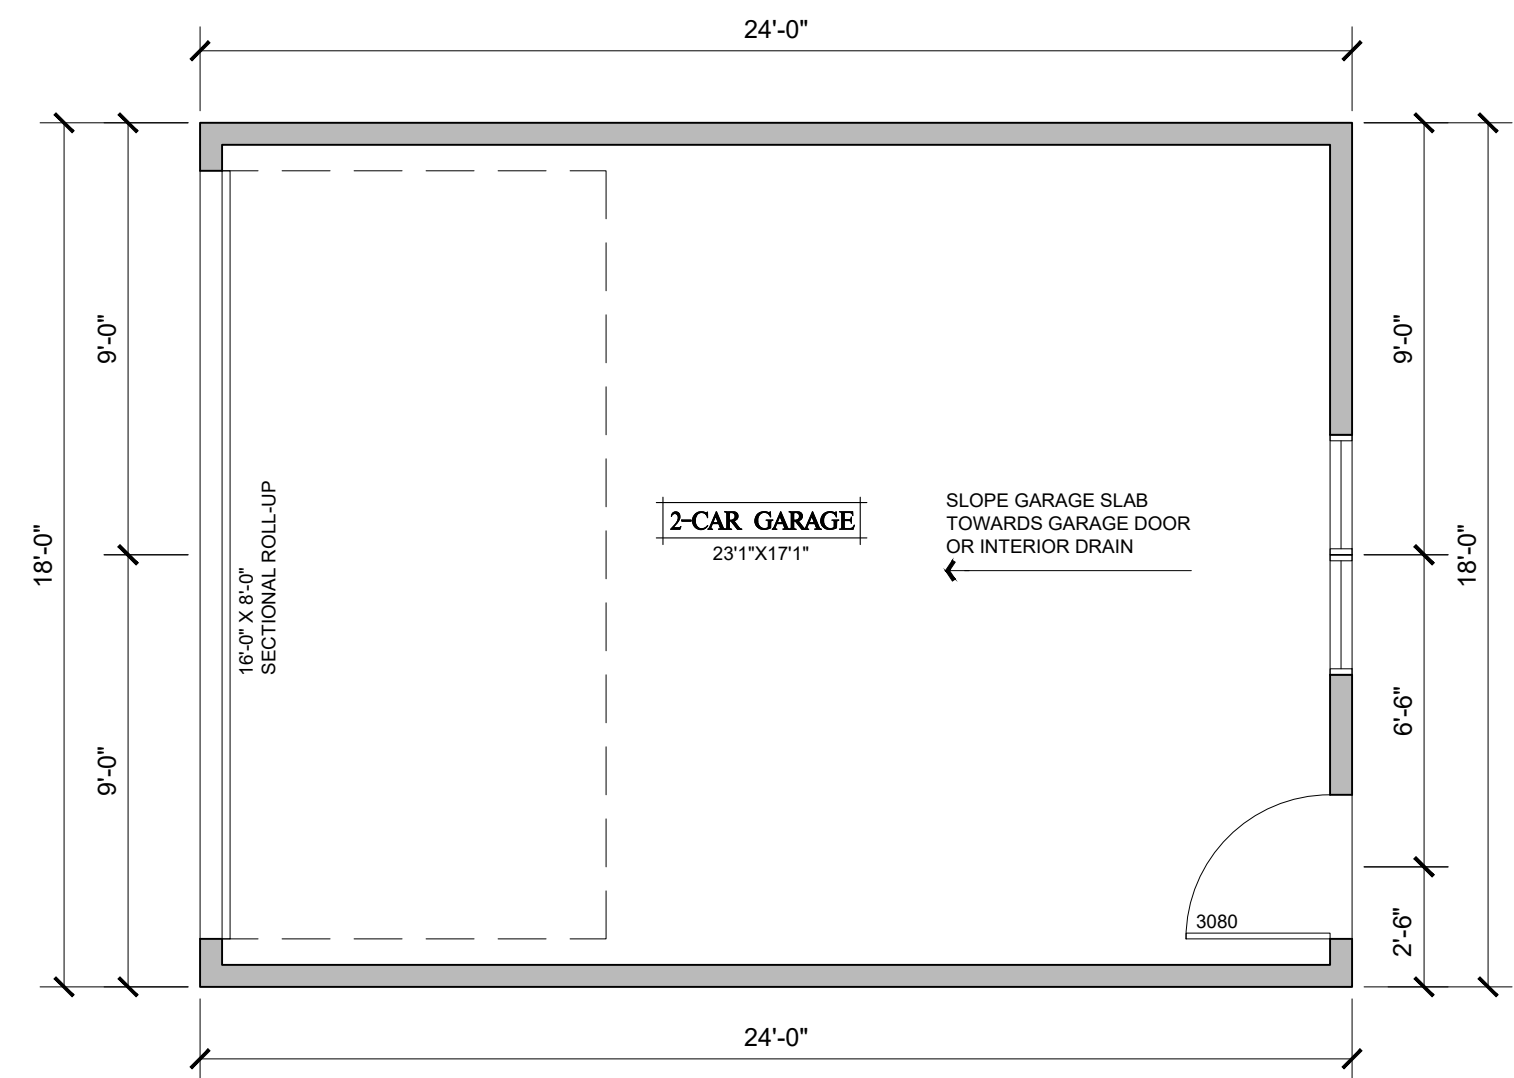 24'-0"
9'-0"
9'-0"
18'-0"
16'-0" X 8'-0"
SECTIONAL ROLL-UP
2-CAR GARAGE
23'1"X17'1"
SLOPE GARAGE SLAB
TOWARDS GARAGE DOOR
OR INTERIOR DRAIN
18'-0"
6'-6"
9'-0"
3080
2'-6"
24'-0"